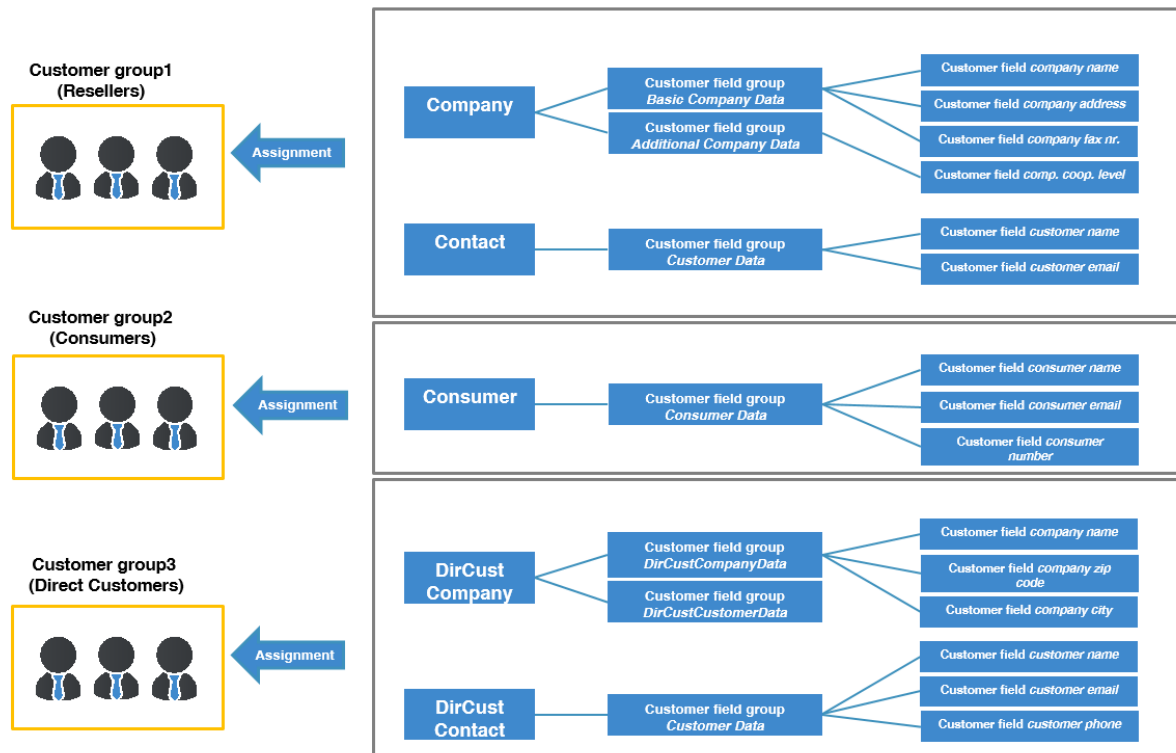 Customer group1
(Resellers)
Assignment
Company
Customer field group
Basic Company Data
Customer field group
Additional Company Data
Customer field company name
Customer field company address
Customer field company fax nr.
Customer field comp. coop. level
Contact
Customer field group
Customer Data
Customer field customer name
Customer field customer email
Customer group2
(Consumers)
Assignment
Consumer
Customer field group
Consumer Data
Customer field consumer name
Customer field consumer email
Customer field consumer
number
Customer group3
(Direct Customers)
Assignment
DirCust
Company
Customer field group
DirCustCompanyData
Customer field group
DirCustCustomerData
Customer field company name
Customer field company zip
code
Customer field company city
DirCust
Contact
Customer field group
Customer Data
Customer field customer name
Customer field customer email
Customer field customer phone